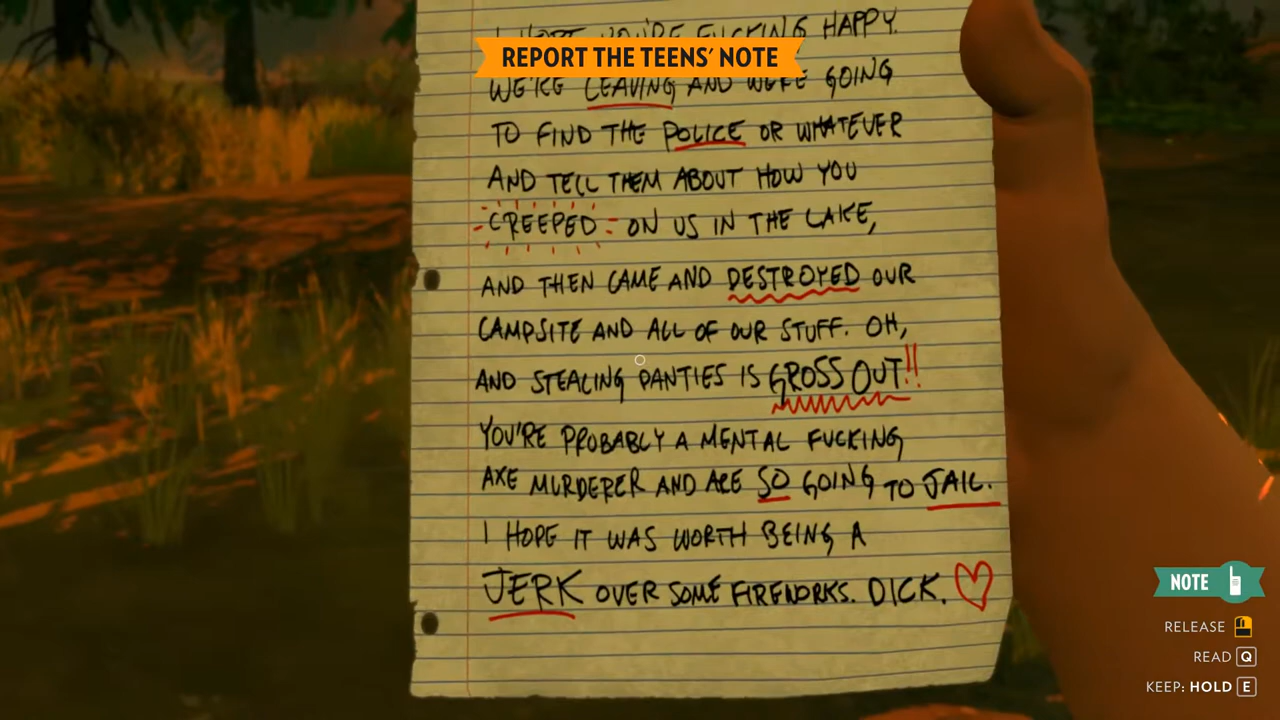 I HOPE YOU'RE FUCKING HAPPY.
REPORT THE TEENS' NOTE
WE'RE LEAVING AND WE'RE GOING
TO FIND THE POLICE OR WHATEVER
AND TELL THEM ABOUT HOW YOU
CREEPED ON US IN THE LAKE,
AND THEN CAME AND DESTROYED OUR
CAMPSITE AND ALL OF OUR STUFF. OH,
AND STEALING PANTIES IS GROSS OUT!!
YOU'RE PROBABLY A MENTAL FUCKING
AXE MURDERER AND ARE SO GOING TO JAIL.
I HOPE IT WAS WORTH BEING A
JERK OVER SOME FIREWORKS. DICK.
NOTE
RELEASE
READ Q
KEEP: HOLD E